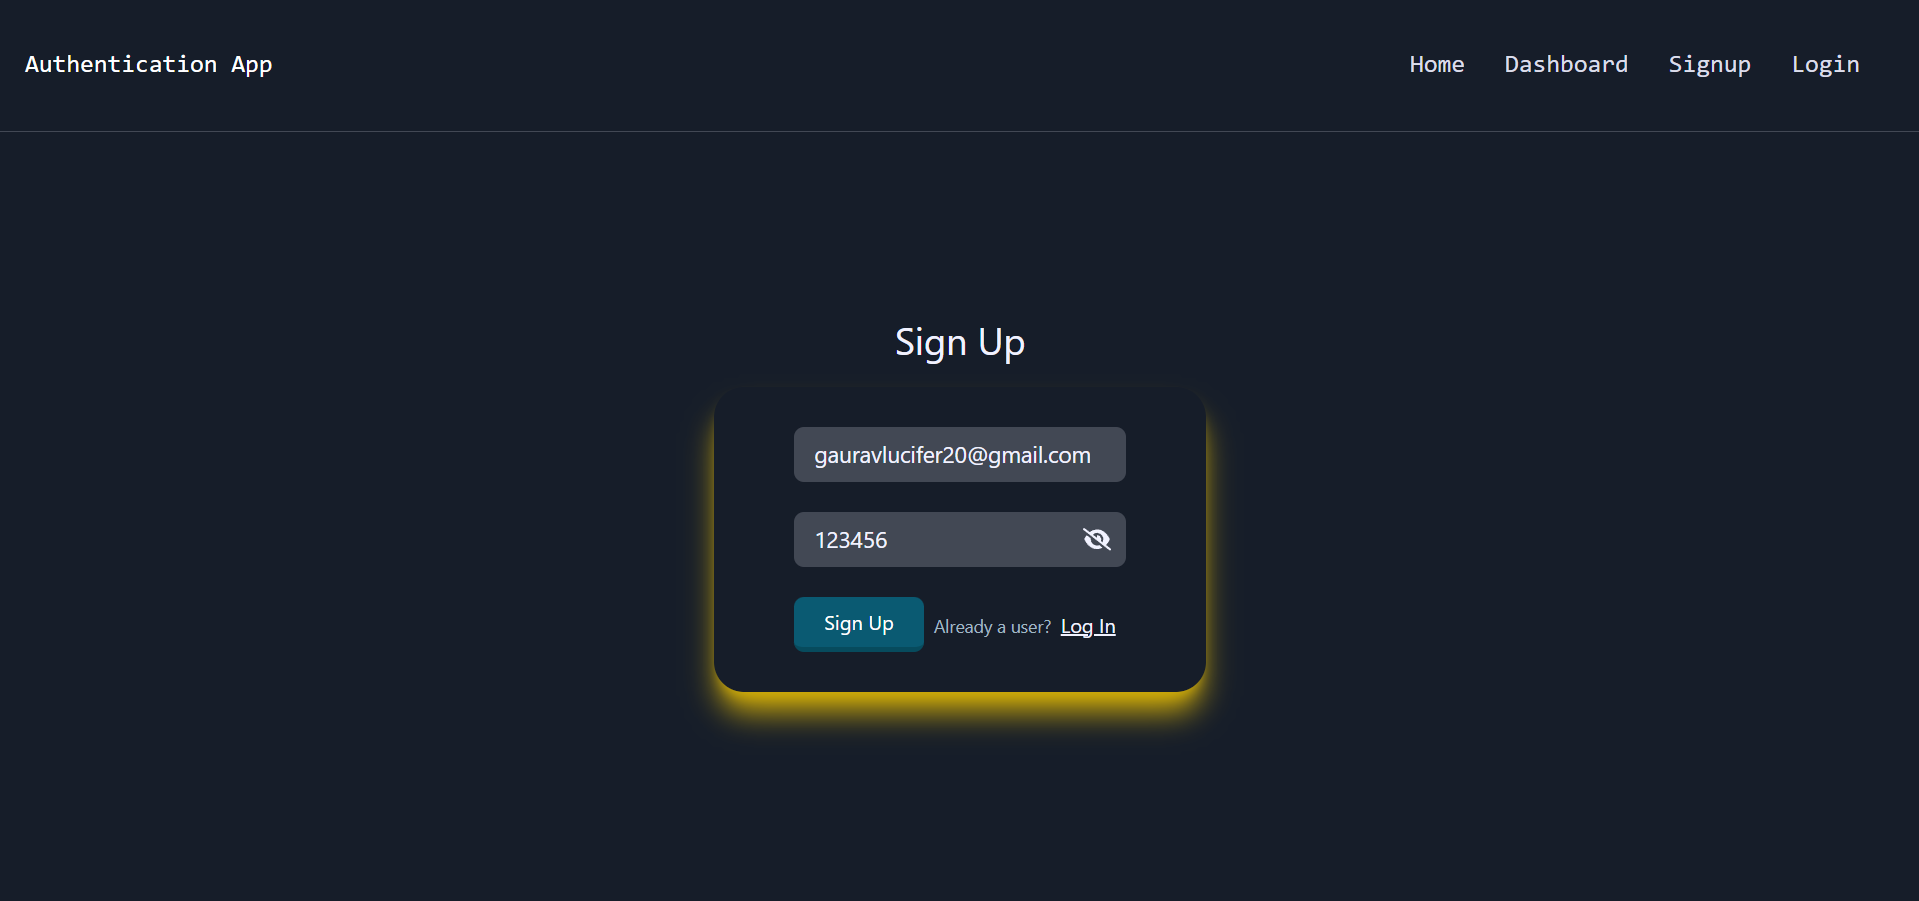 Authentication App
Home Dashboard Signup Login
Sign Up
gauravlucifer20@gmail.com
123456
Sign Up Already a user? Log In